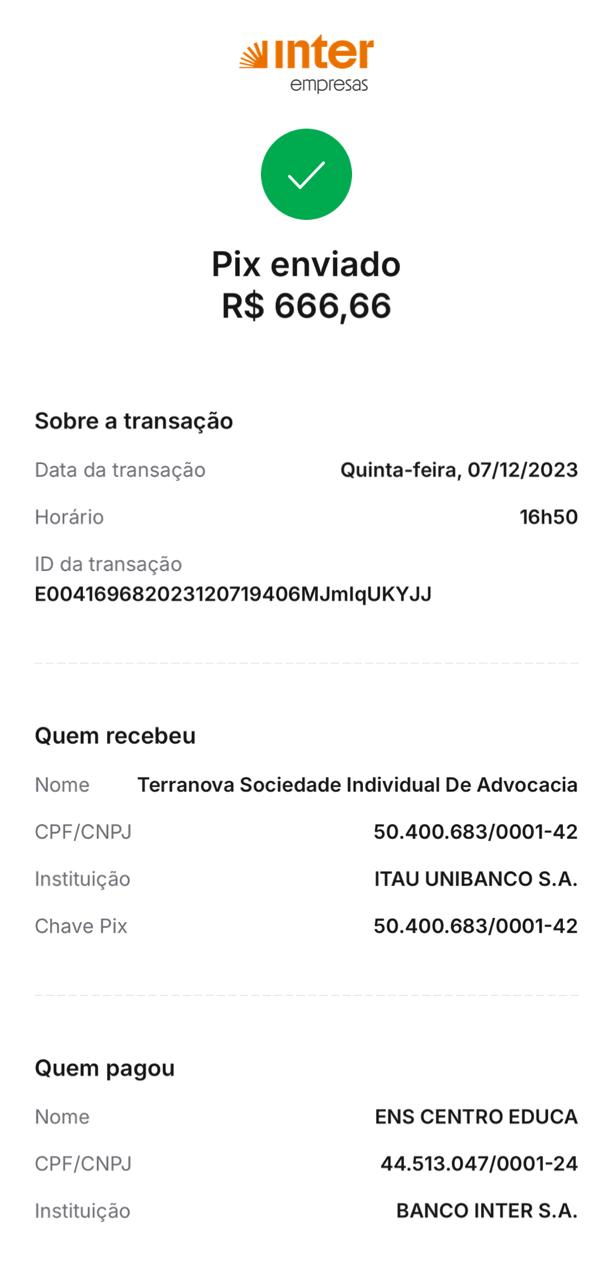 inter
empresas
Pix enviado
R$ 666,66
Sobre a transação
Data da transação Quinta-feira, 07/12/2023
Horário 16h50
ID da transação
E004169682023120719406MJmlqUKYJJ
Quem recebeu
Nome Terranova Sociedade Individual De Advocacia
CPF/CNPJ 50.400.683/0001-42
Instituição ITAU UNIBANCO S.A.
Chave Pix 50.400.683/0001-42
Quem pagou
Nome ENS CENTRO EDUCA
CPF/CNPJ 44.513.047/0001-24
Instituição BANCO INTER S.A.